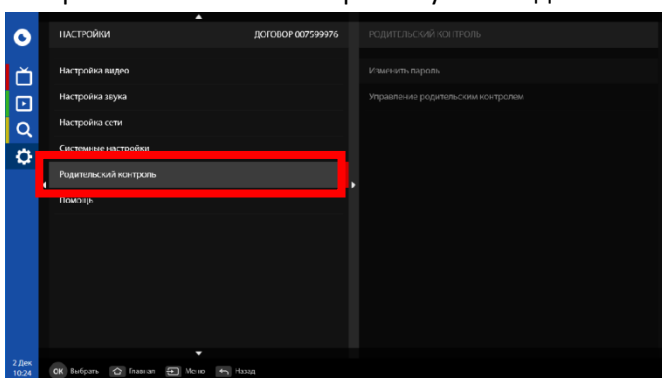 НАСТРОЙКИ ДОГОВОР 007599976
РОДИТЕЛЬСКИЙ КОНТРОЛЬ
Настройка видео
Настройка звука
Настройка сети
Системные настройки
Родительский контроль
Помощь
Изменить пароль
Управление родительским контролем
2 Дек
10:24
OK Выбрать Главная Меню Назад